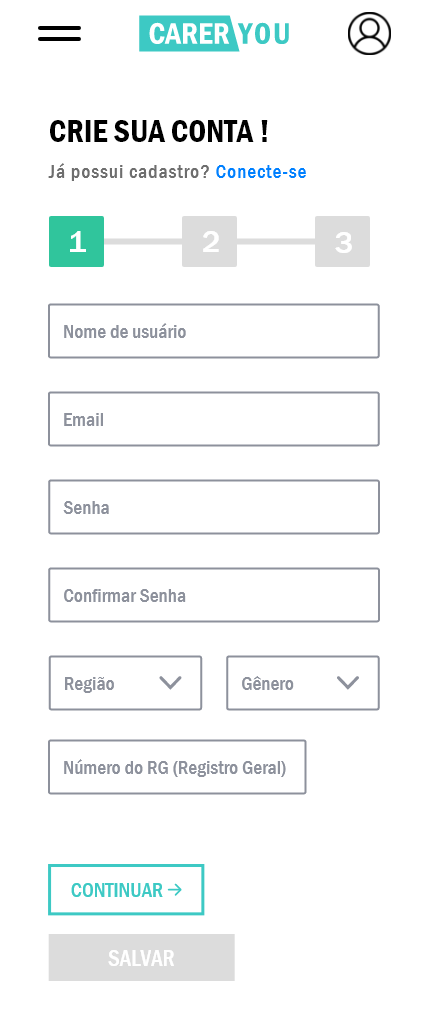 CARER YOU
CRIE SUA CONTA !
Já possui cadastro? Conecte-se
1 2 3
Nome de usuário
Email
Senha
Confirmar Senha
Região Gênero
Número do RG (Registro Geral)
CONTINUAR →
SALVAR